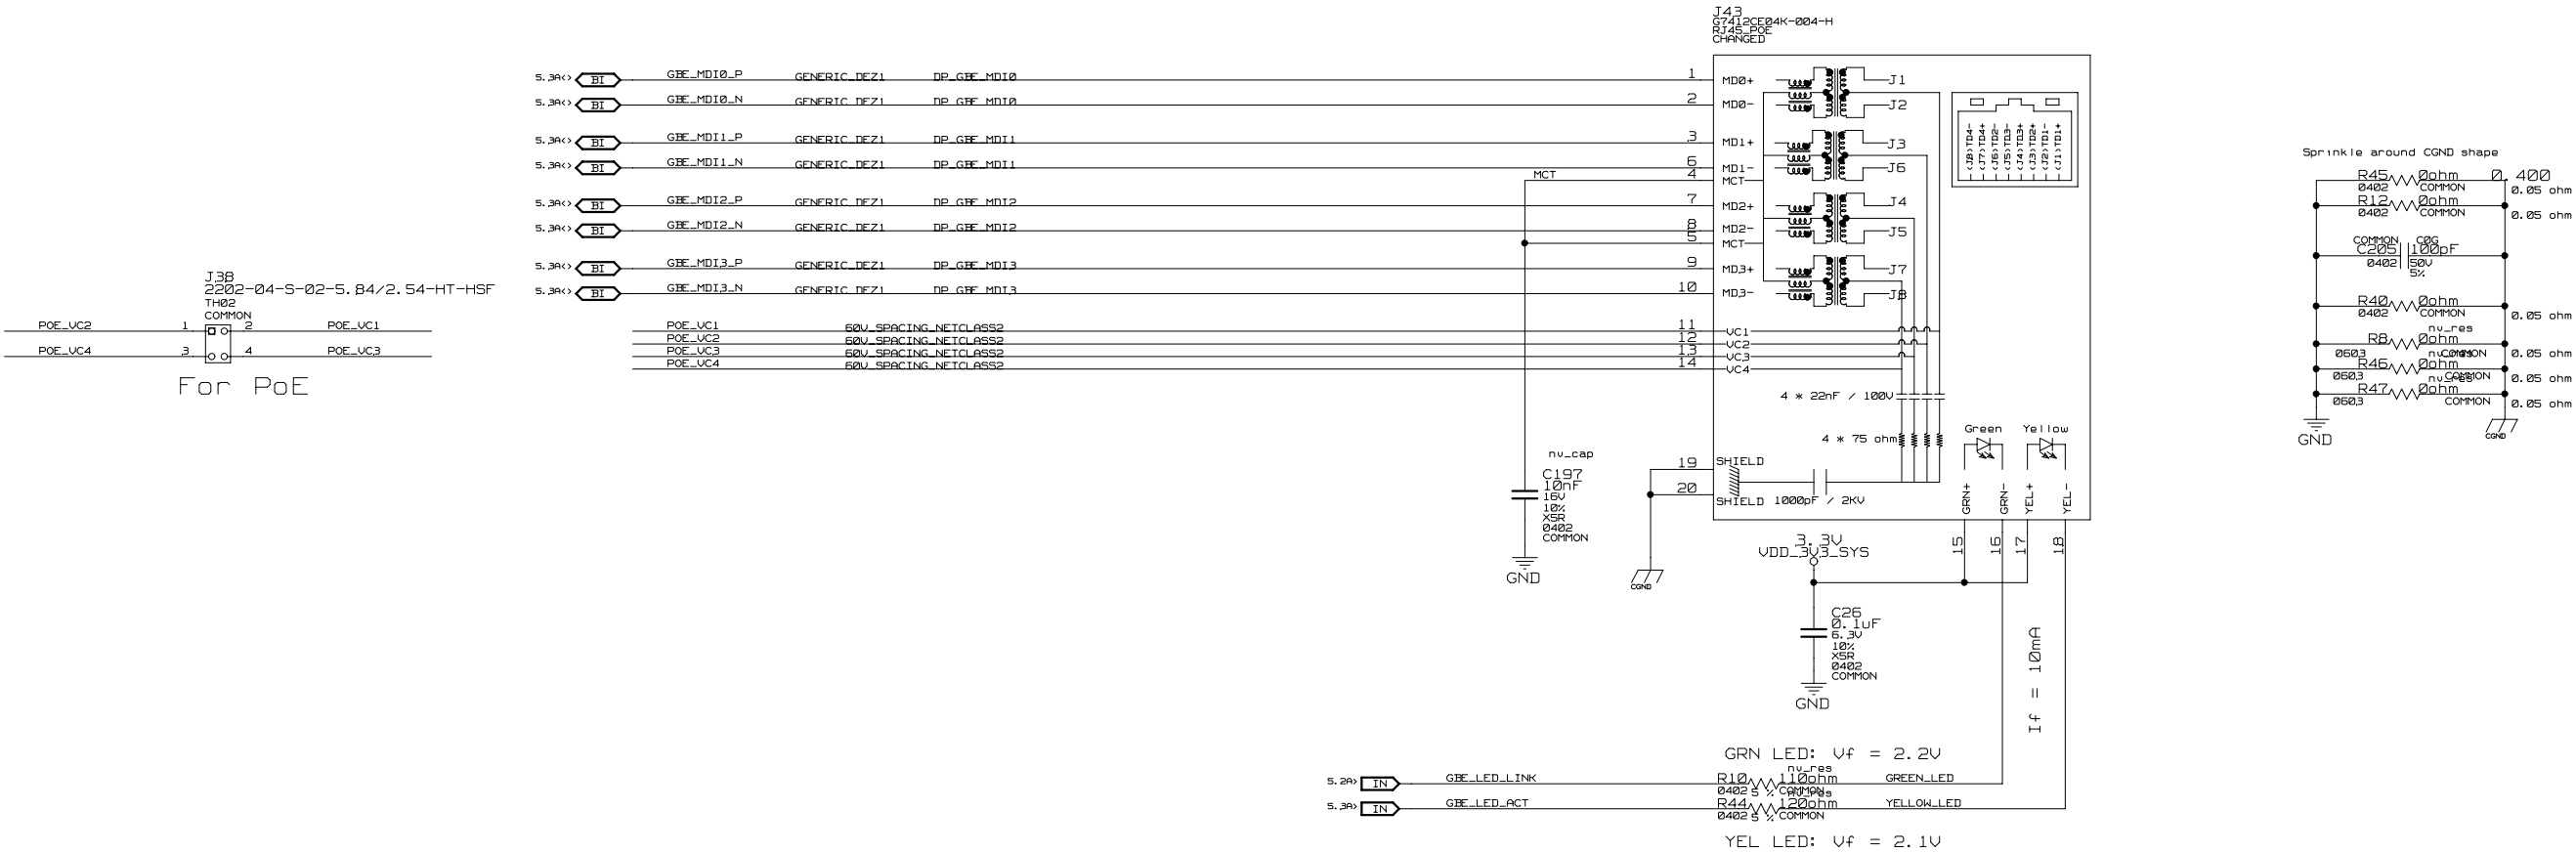 J43
G7412CE04K-004-H
RJ45_POE
CHANGED
5.3A<> BI GBE_MDI0_P GENERIC_DEZ1 DP_GBE_MDI0 1 MD0+ J1
5.3A<> BI GBE_MDI0_N GENERIC_DEZ1 DP_GBE_MDI0 2 MD0- J2
5.3A<> BI GBE_MDI1_P GENERIC_DEZ1 DP_GBE_MDI1 3 MD1+ J3
5.3A<> BI GBE_MDI1_N GENERIC_DEZ1 DP_GBE_MDI1 6 MD1- J6
MCT 4 MCT
5.3A<> BI GBE_MDI2_P GENERIC_DEZ1 DP_GBE_MDI2 7 MD2+ J4
5.3A<> BI GBE_MDI2_N GENERIC_DEZ1 DP_GBE_MDI2 8 MD2- J5
5 MCT
5.3A<> BI GBE_MDI3_P GENERIC_DEZ1 DP_GBE_MDI3 9 MD3+ J7
5.3A<> BI GBE_MDI3_N GENERIC_DEZ1 DP_GBE_MDI3 10 MD3- J8
POE_VC1 60V_SPACING_NETCLASS2 11 VC1
POE_VC2 60V_SPACING_NETCLASS2 12 VC2
POE_VC3 60V_SPACING_NETCLASS2 13 VC3
POE_VC4 60V_SPACING_NETCLASS2 14 VC4
(J8)TD4-
(J7)TD4+
(J6)TD2-
(J5)TD3-
(J4)TD3+
(J3)TD2+
(J2)TD1-
(J1)TD1+
J38
2202-04-S-02-5.84/2.54-HT-HSF
TH02
COMMON
POE_VC2 1 2 POE_VC1
POE_VC4 3 4 POE_VC3
For PoE
4 * 22nF / 100V
4 * 75 ohm
Green Yellow
19 SHIELD
20 SHIELD 1000pF / 2KV
GRN+ GRN- YEL+ YEL-
15 16 17 18
nv_cap
C197
10nF
16V
10%
X5R
0402
COMMON
GND
CGND
3.3V
VDD_3V3_SYS
C26
0.1uF
6.3V
10%
X5R
0402
COMMON
GND
If = 10mA
GRN LED: Vf = 2.2V
nv_res
5.2A> IN GBE_LED_LINK R10 110ohm GREEN_LED
0402 5 % COMMON
nv_res
5.3A> IN GBE_LED_ACT R44 120ohm YELLOW_LED
0402 5 % COMMON
YEL LED: Vf = 2.1V
Sprinkle around CGND shape
R45 0ohm 0.400
0402 COMMON 0.05 ohm
R12 0ohm
0402 COMMON 0.05 ohm
COMMON C0G
C205 100pF
0402 50V
5%
R40 0ohm
0402 COMMON 0.05 ohm
nv_res
R8 0ohm
0603 COMMON 0.05 ohm
nv_res
R46 0ohm
0603 COMMON 0.05 ohm
nv_res
R47 0ohm
0603 COMMON 0.05 ohm
GND
CGND